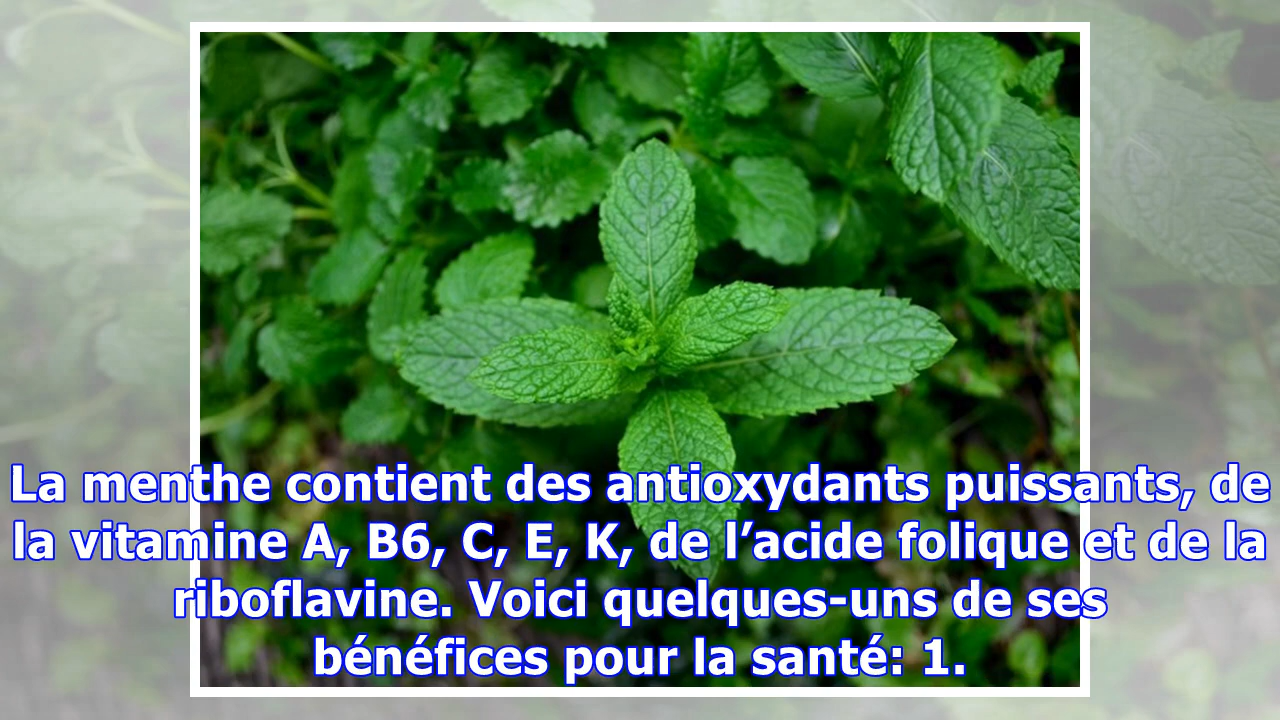 La menthe contient des antioxydants puissants, de
la vitamine A, B6, C, E, K, de l’acide folique et de la
riboflavine. Voici quelques-uns de ses
bénéfices pour la santé: 1.